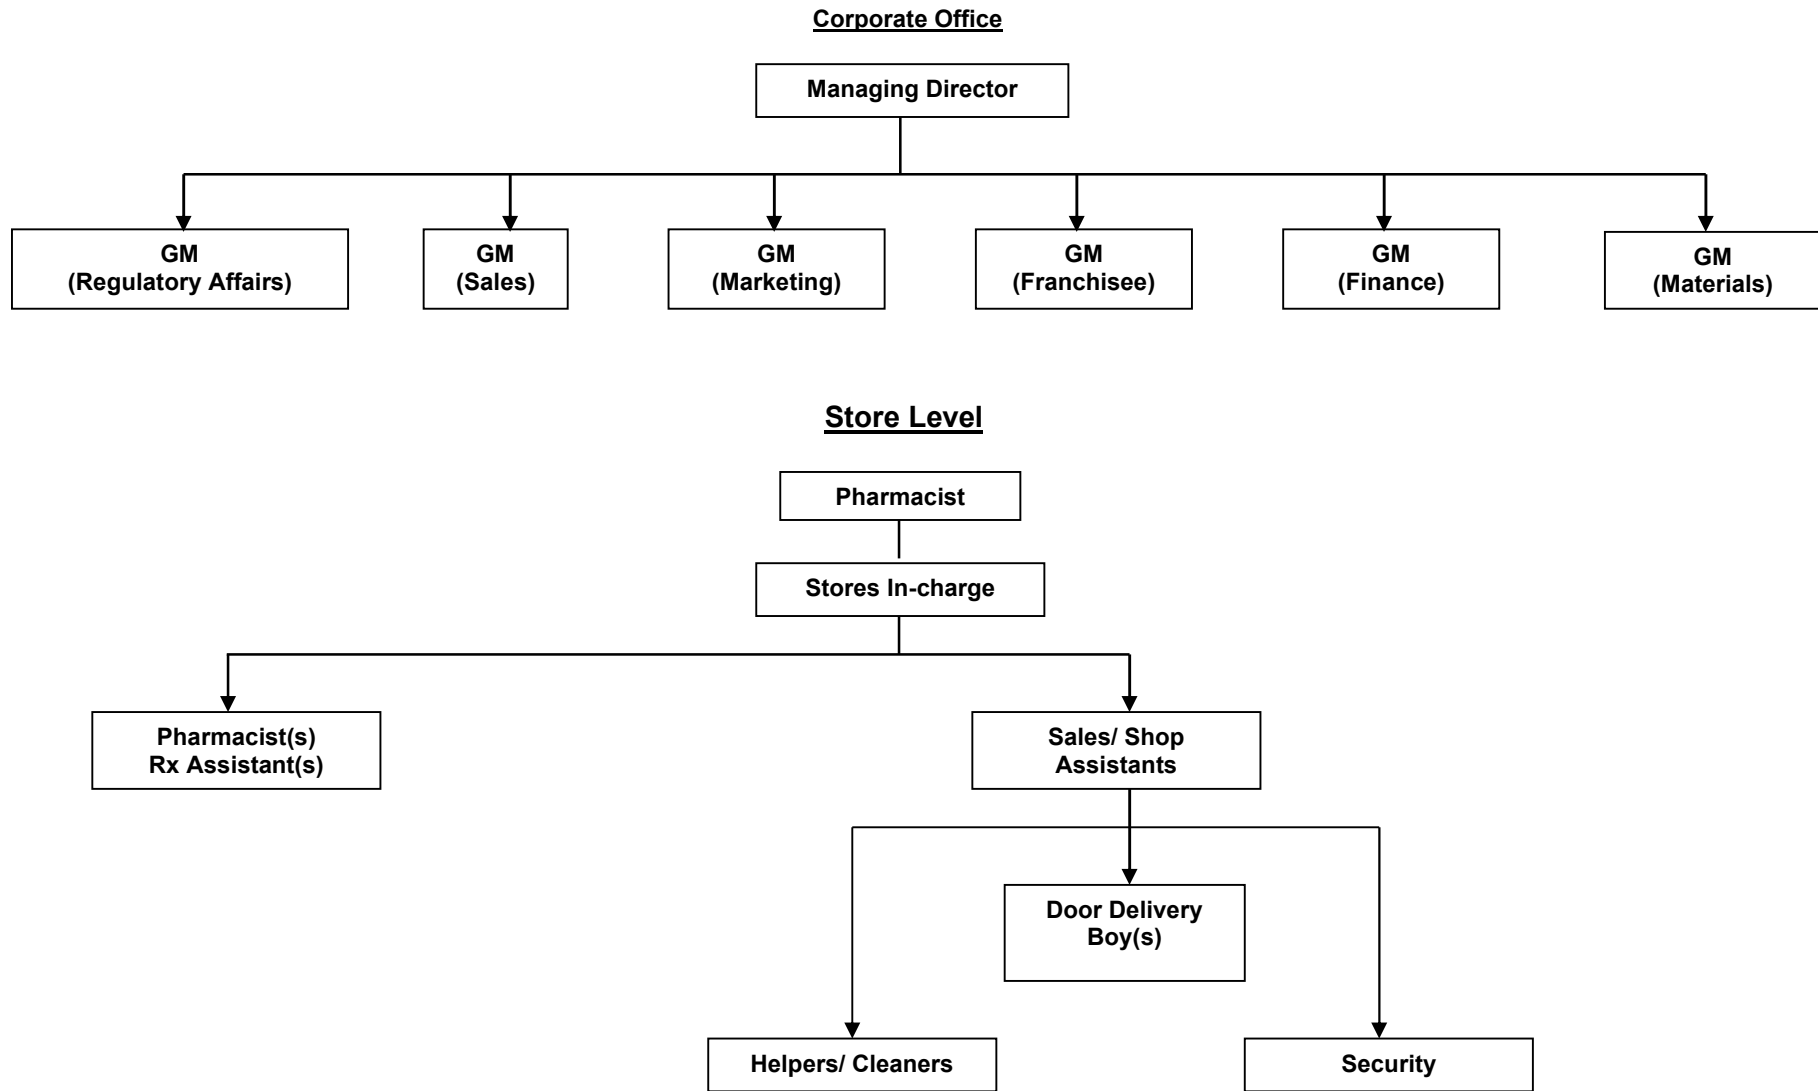 Corporate Office
Managing Director
GM
(Regulatory Affairs)
GM
(Sales)
GM
(Marketing)
GM
(Franchisee)
GM
(Finance)
GM
(Materials)
Store Level
Pharmacist
Stores In-charge
Pharmacist(s)
Rx Assistant(s)
Sales/ Shop
Assistants
Door Delivery
Boy(s)
Helpers/ Cleaners
Security